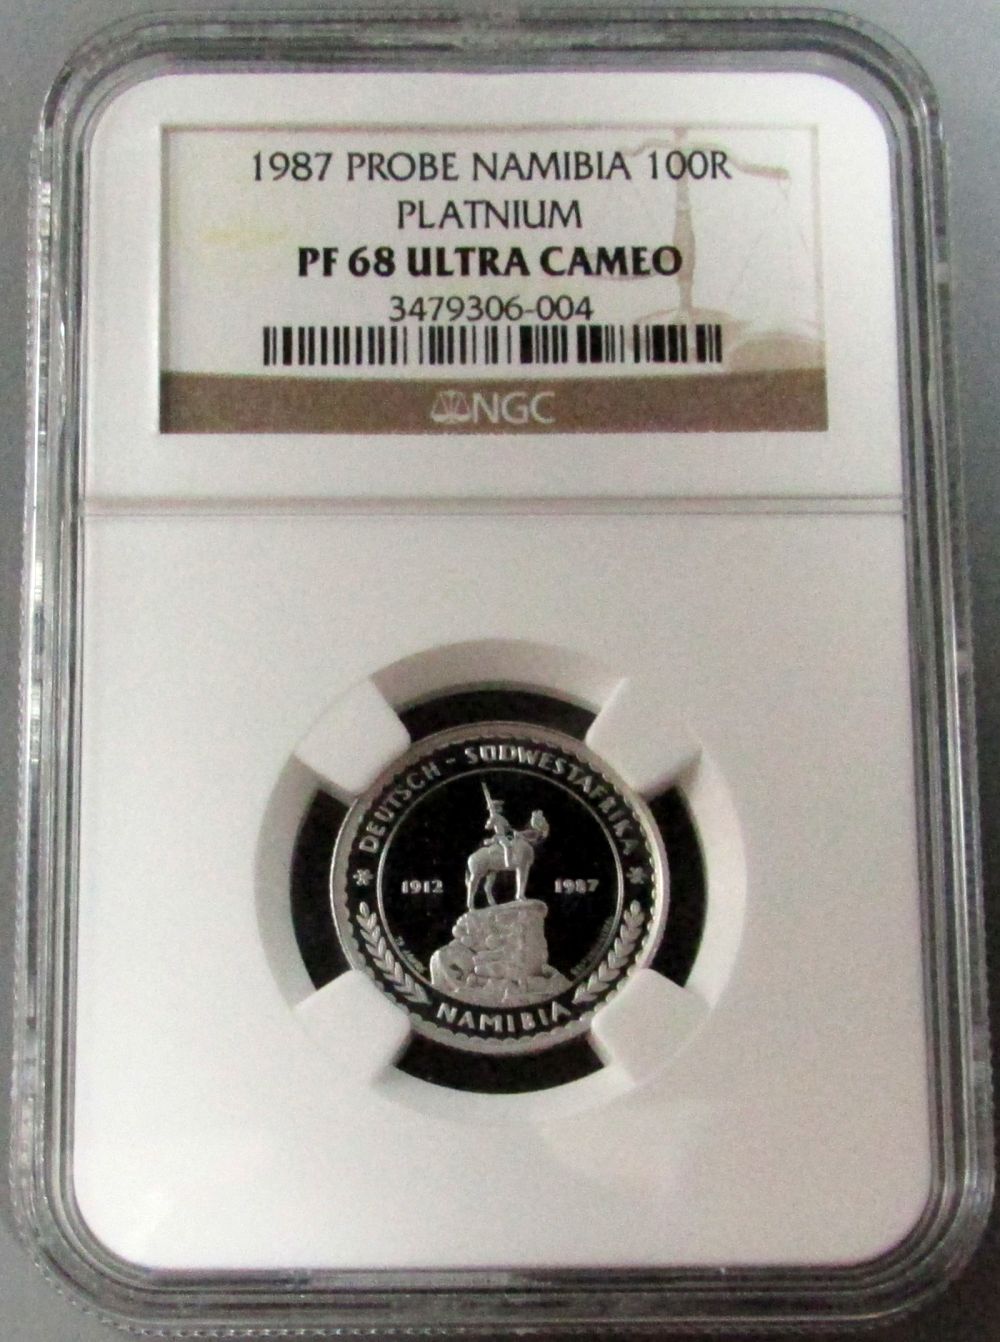 1987 PROBE NAMIBIA 100R
PLATNIUM
PF 68 ULTRA CAMEO
3479306-004
NGC
DEUTSCH - SÜDWESTAFRIKA
1912 1987
NAMIBIA